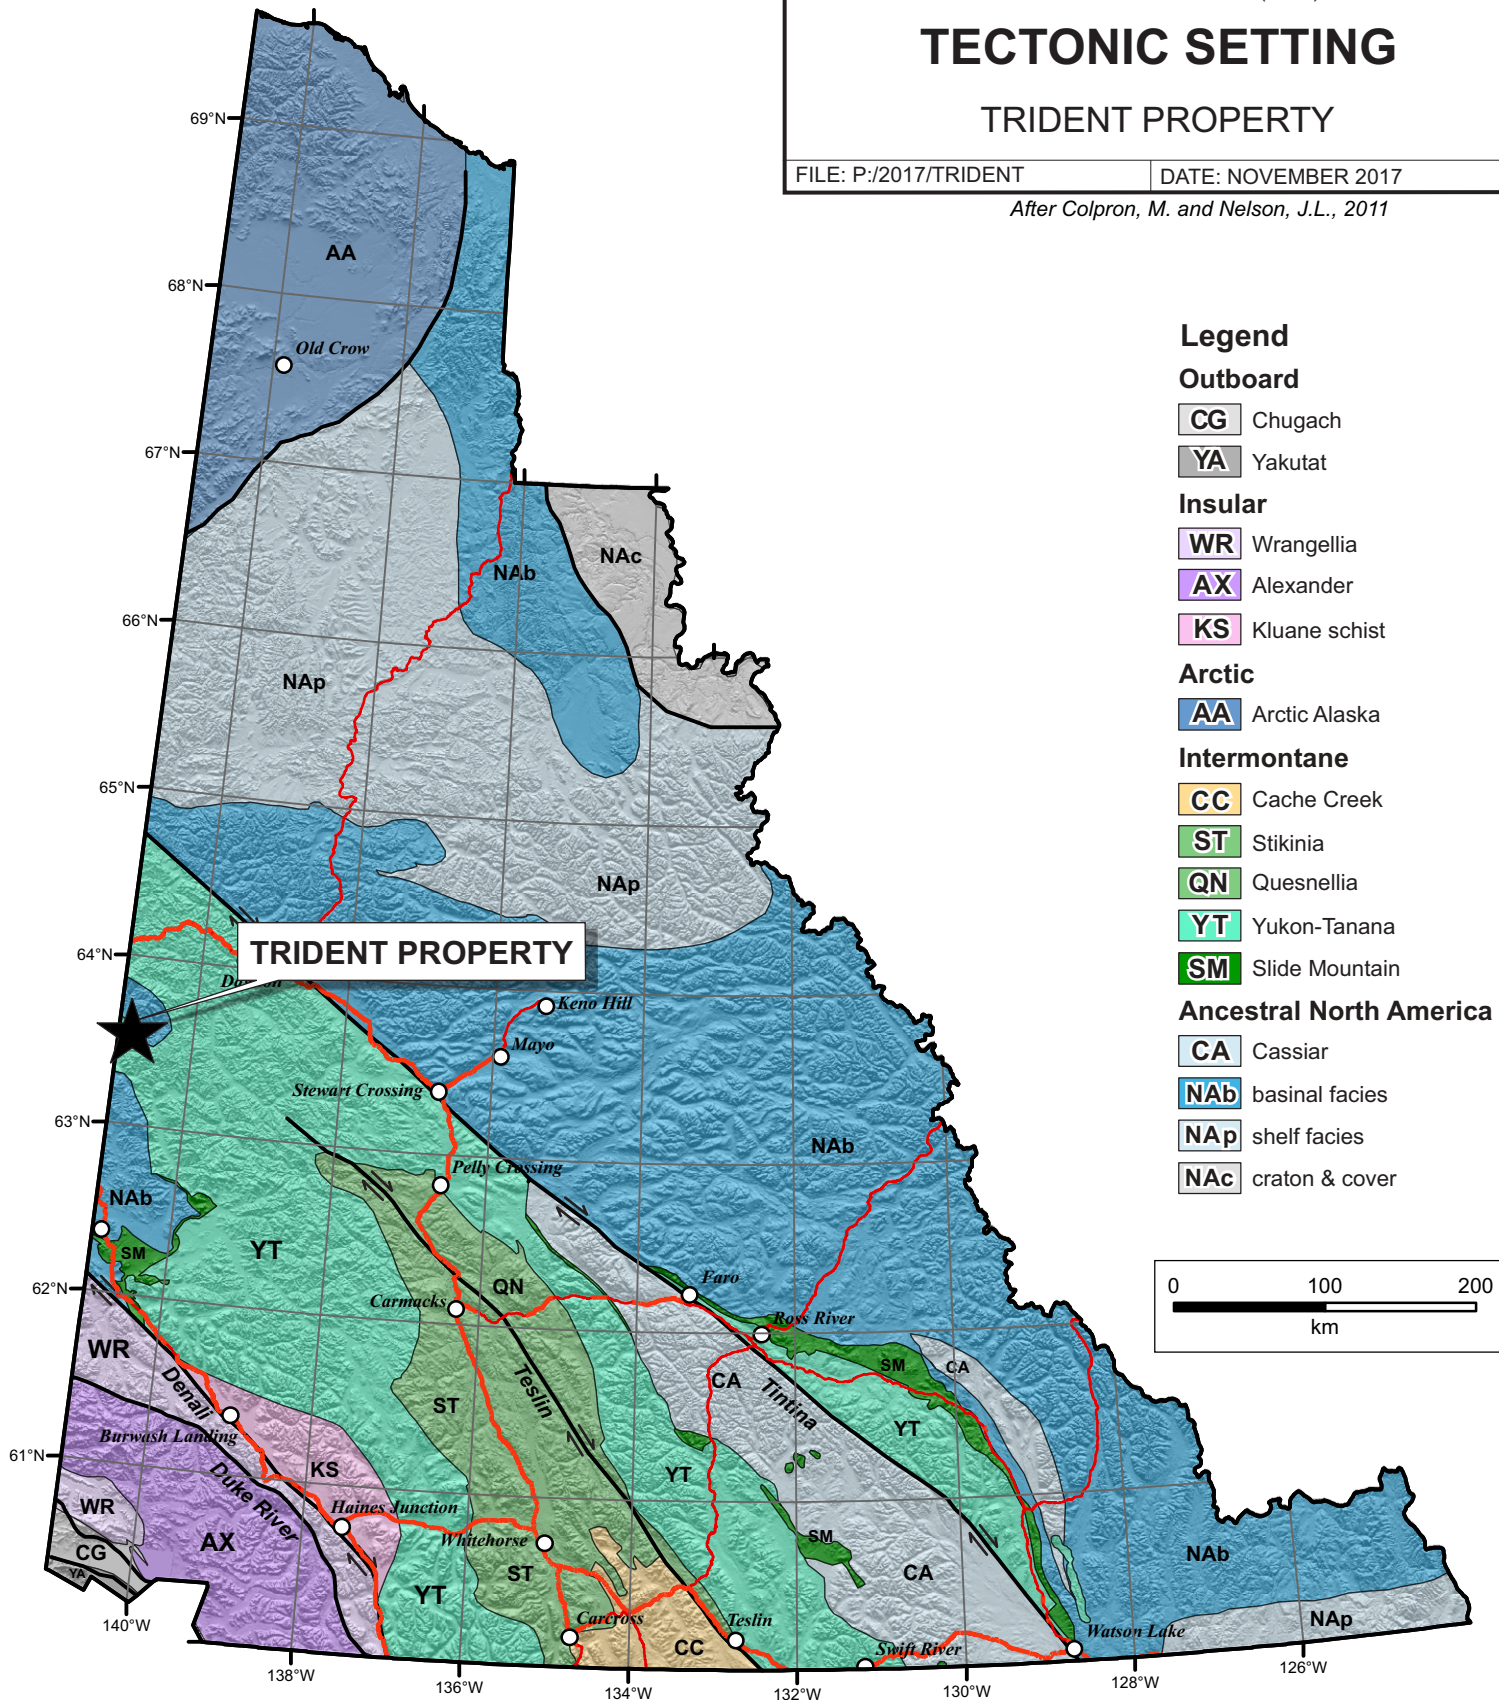 TECTONIC SETTING
TRIDENT PROPERTY
FILE: P:/2017/TRIDENT
DATE: NOVEMBER 2017
After Colpron, M. and Nelson, J.L., 2011
Legend
Outboard
CG Chugach
YA Yakutat
Insular
WR Wrangellia
AX Alexander
KS Kluane schist
Arctic
AA Arctic Alaska
Intermontane
CC Cache Creek
ST Stikinia
QN Quesnellia
YT Yukon-Tanana
SM Slide Mountain
Ancestral North America
CA Cassiar
NAb basinal facies
NAp shelf facies
NAc craton & cover
0 100 200
km
69°N
AA
68°N
Old Crow
67°N
NAc
NAb
66°N
NAp
65°N
NAp
TRIDENT PROPERTY
64°N
Keno Hill
Mayo
Stewart Crossing
63°N
NAb
Pelly Crossing
NAb
YT
SM
62°N
QN
Faro
Carmacks
Ross River
WR
SM
CA
Denali
Teslin
CA
Tintina
ST
YT
Burwash Landing
61°N
KS
YT
Duke River
WR
Haines Junction
SM
AX
Whitehorse
CG
NAb
YA
ST
CA
YT
140°W
Carcross
Teslin
NAp
CC
Swift River
Watson Lake
138°W
136°W
134°W
132°W
130°W
128°W
126°W